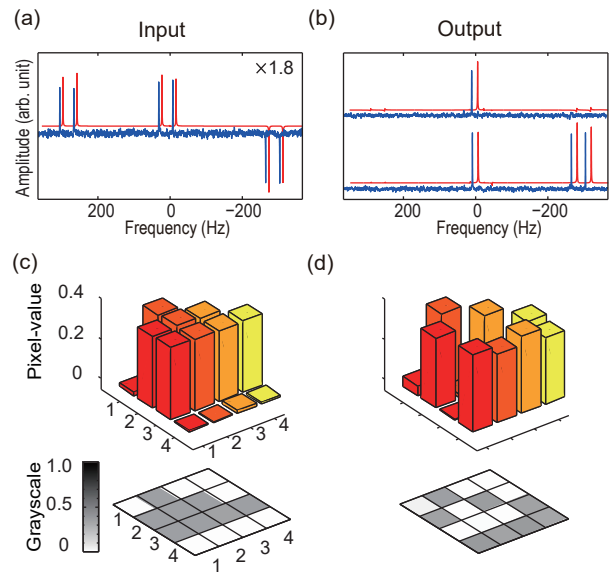 (a) Input (b) Output
×1.8
Amplitude (arb. unit)
200 0 −200 200 0 −200
Frequency (Hz) Frequency (Hz)
(c) (d)
Pixel-value
0.4
0.2
0
1 2 3 4
1 2 3 4
Grayscale
1.0
0.5
0
1 2 3 4
1 2 3 4